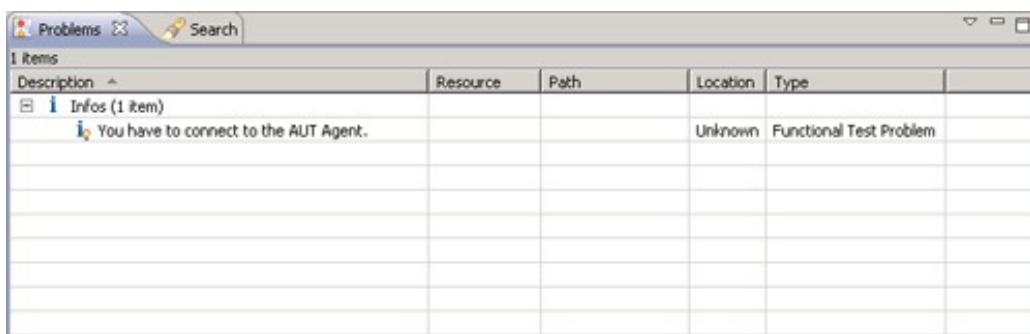 Problems Search
1 items
Description Resource Path Location Type
Infos (1 item)
You have to connect to the AUT Agent. Unknown Functional Test Problem